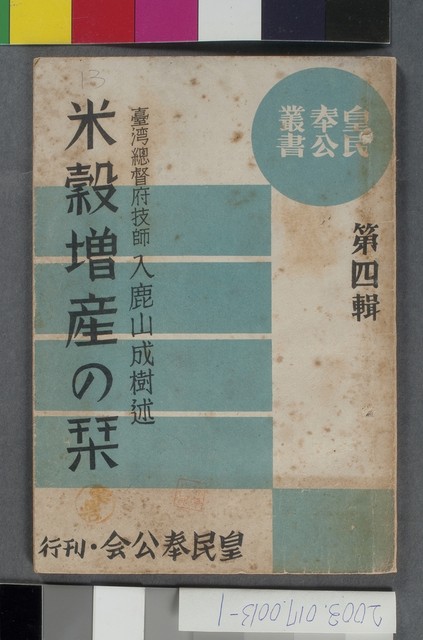 皇民
奉公
叢書
第四輯
臺湾總督府技師 入鹿山成樹述
米穀増産の栞
皇民奉公会・刊行
13
2003.017.0013-1